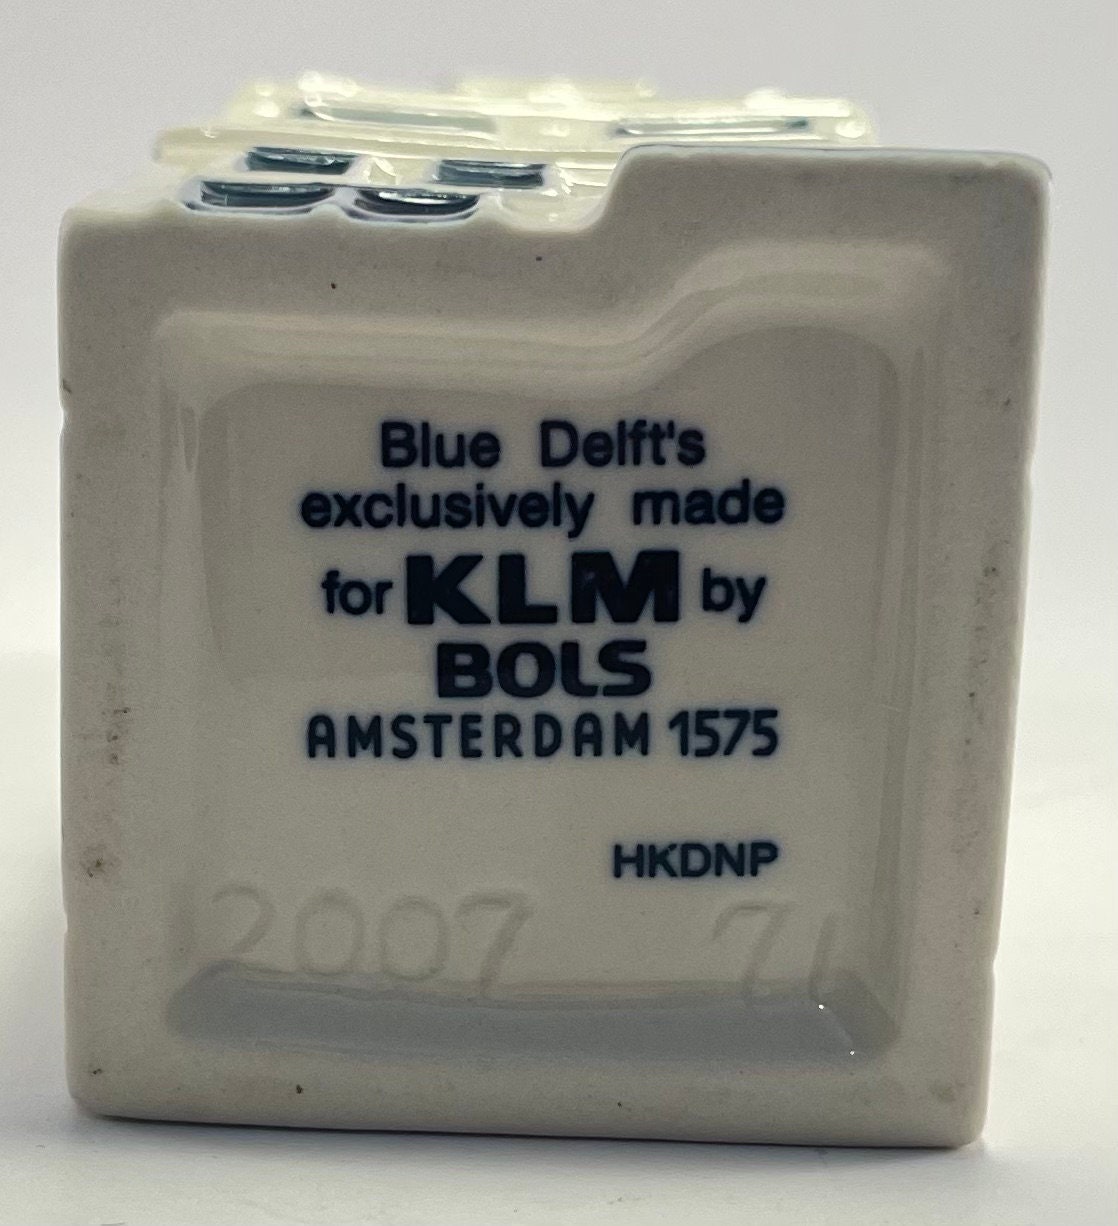 Blue Delft's
exclusively made
for KLM by
BOLS
AMSTERDAM 1575
HKDNP
2007 71